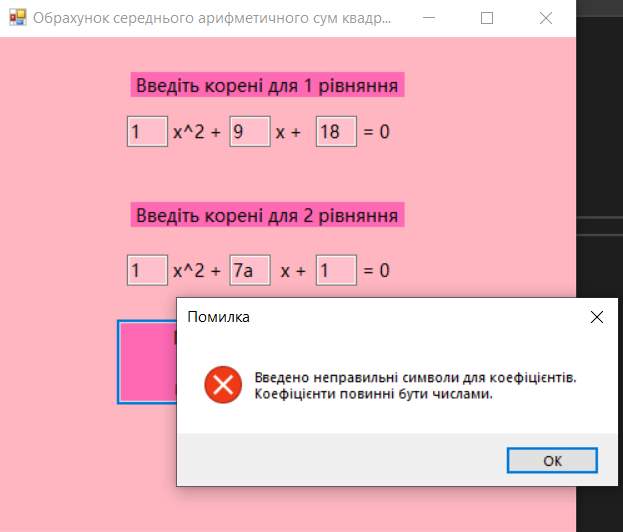 Обрахунок середнього арифметичного сум квадр...
Введіть корені для 1 рівняння
1 x^2 + 9 x + 18 = 0
Введіть корені для 2 рівняння
1 x^2 + 7a x + 1 = 0
Помилка
Введено неправильні символи для коефіцієнтів.
Коефіцієнти повинні бути числами.
OK